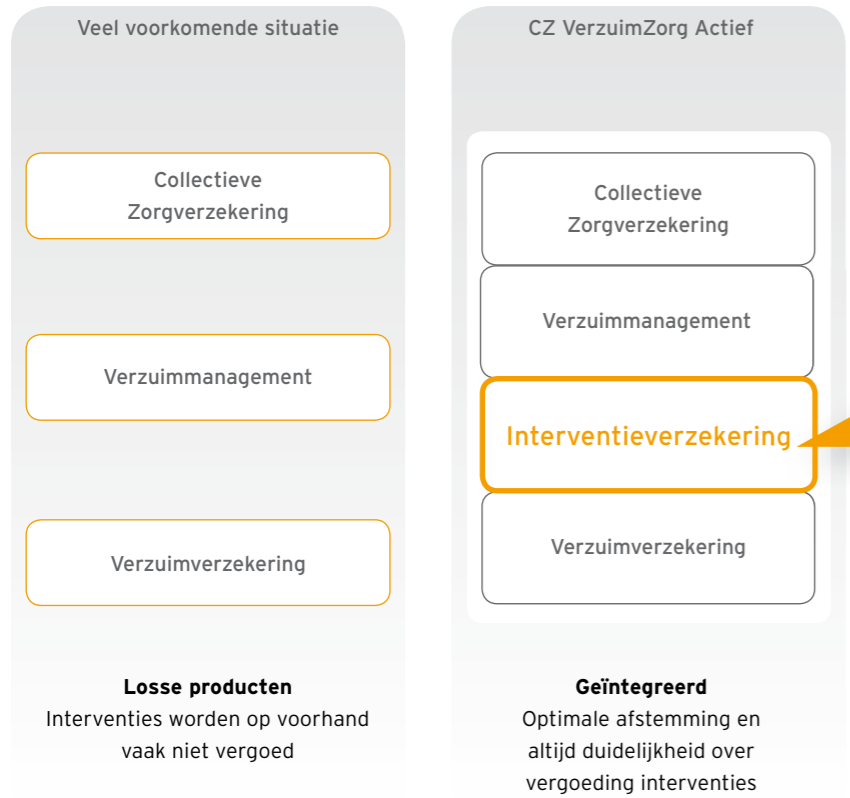 Veel voorkomende situatie
Collectieve
Zorgverzekering
Verzuimmanagement
Verzuimverzekering
Losse producten
Interventies worden op voorhand
vaak niet vergoed
CZ VerzuimZorg Actief
Collectieve
Zorgverzekering
Verzuimmanagement
Interventieverzekering
Verzuimverzekering
Geïntegreerd
Optimale afstemming en
altijd duidelijkheid over
vergoeding interventies